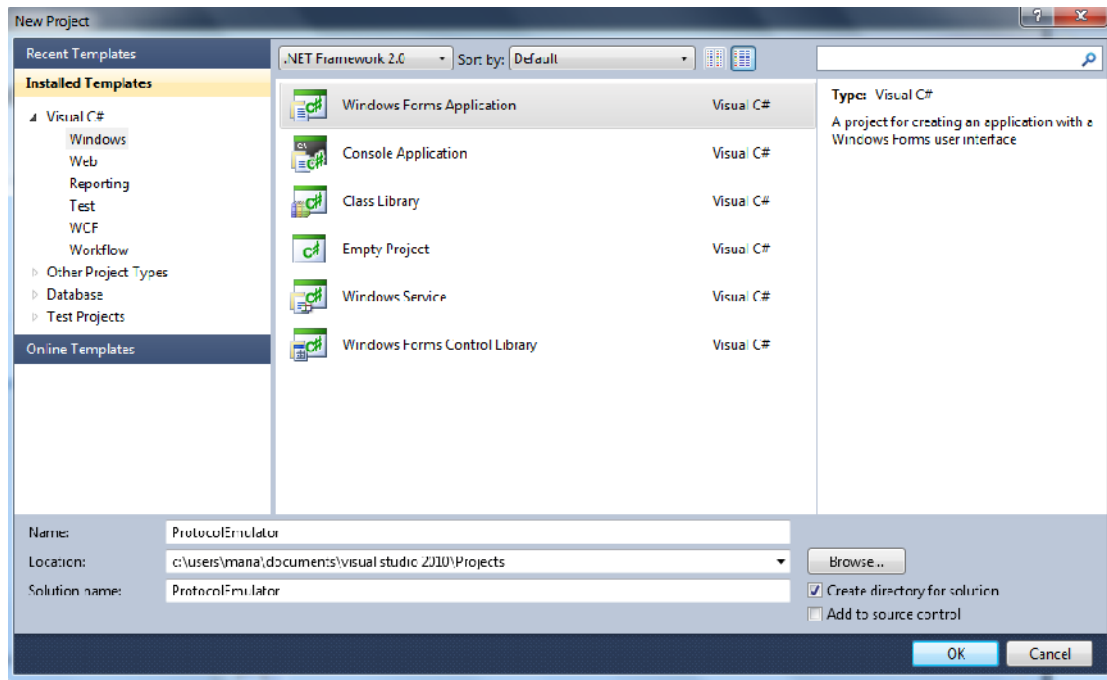 New Project
Recent Templates
Installed Templates
Visual C#
Windows
Web
Reporting
Test
WCF
Workflow
Other Project Types
Database
Test Projects
Online Templates
.NET Framework 2.0
Sort by: Default
Windows Forms Application Visual C#
Console Application Visual C#
Class Library Visual C#
Empty Project Visual C#
Windows Service Visual C#
Windows Forms Control Library Visual C#
Type: Visual C#
A project for creating an application with a
Windows Forms user interface
Name: ProtocolEmulator
Location: c:\users\maria\documents\visual studio 2010\Projects
Browse...
Solution name: ProtocolEmulator
Create directory for solution
Add to source control
OK
Cancel